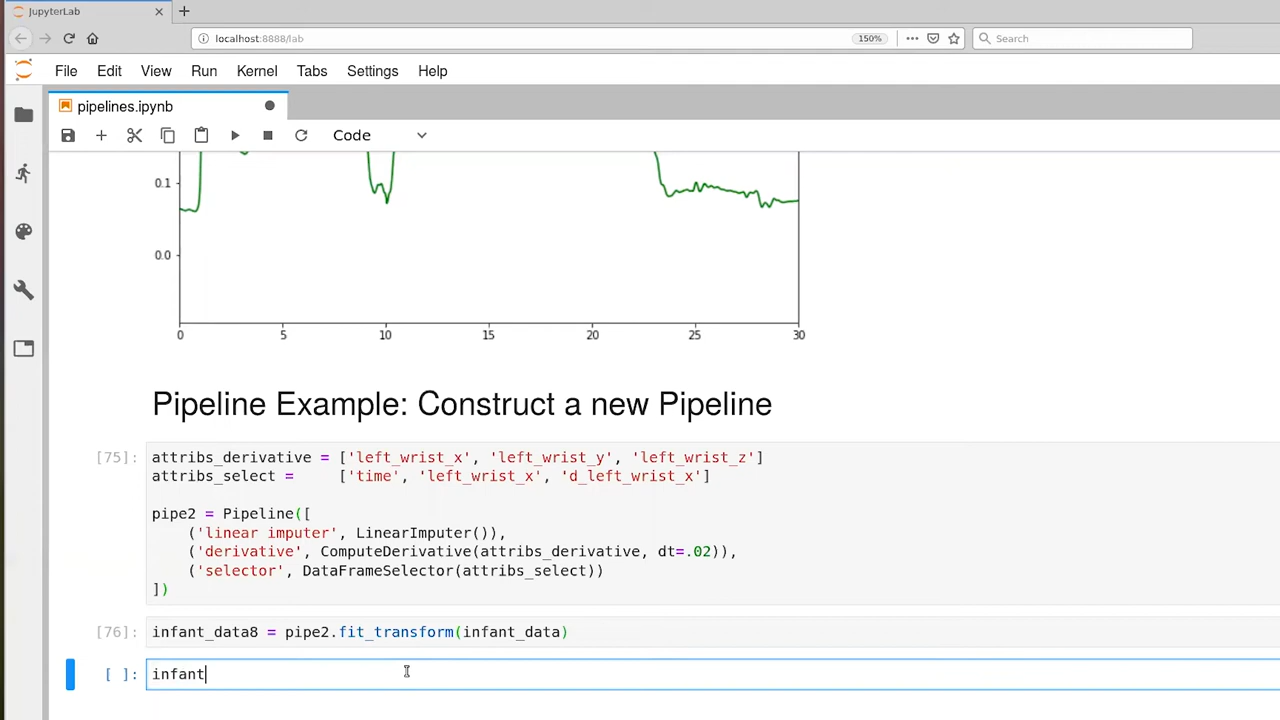 JupyterLab
localhost:8888/lab
150%
Search
File Edit View Run Kernel Tabs Settings Help
pipelines.ipynb
Code
0.1
0.0
0 5 10 15 20 25 30
Pipeline Example: Construct a new Pipeline
[75]: attribs_derivative = ['left_wrist_x', 'left_wrist_y', 'left_wrist_z']
attribs_select =     ['time', 'left_wrist_x', 'd_left_wrist_x']
pipe2 = Pipeline([
    ('linear imputer', LinearImputer()),
    ('derivative', ComputeDerivative(attribs_derivative, dt=.02)),
    ('selector', DataFrameSelector(attribs_select))
])
[76]: infant_data8 = pipe2.fit_transform(infant_data)
[ ]: infant